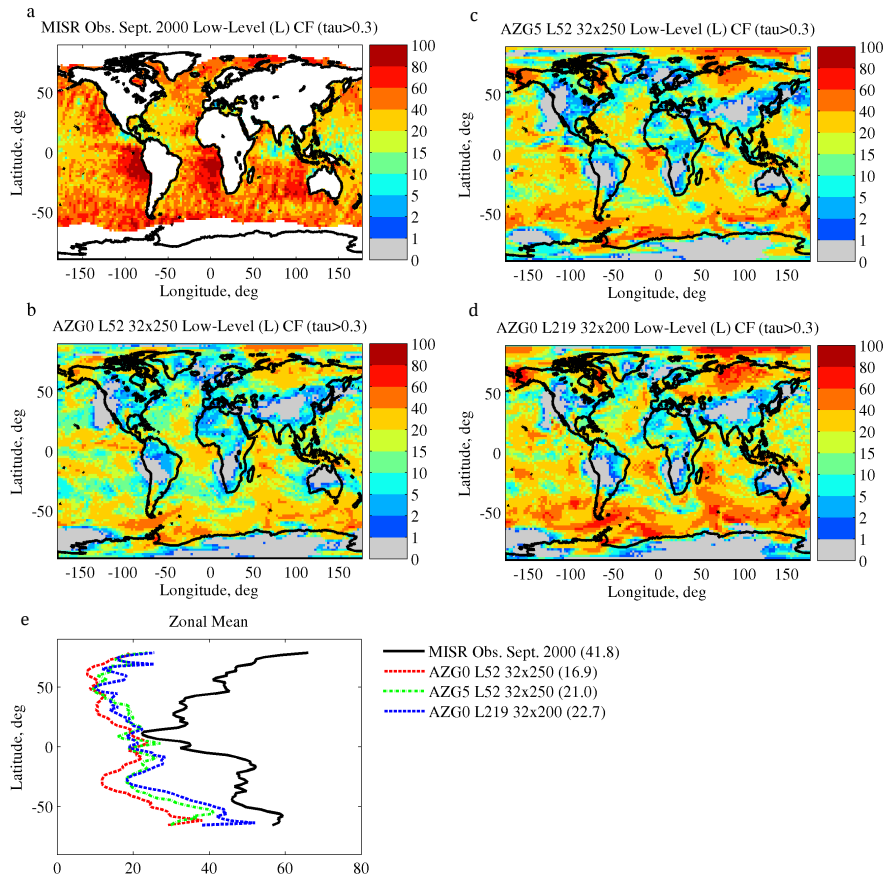 a
MISR Obs. Sept. 2000 Low-Level (L) CF (tau>0.3)
100
80
60
40
20
15
10
5
2
1
0
50
0
-50
Latitude, deg
-150 -100 -50 0 50 100 150
Longitude, deg
c
AZG5 L52 32x250 Low-Level (L) CF (tau>0.3)
100
80
60
40
20
15
10
5
2
1
0
50
0
-50
Latitude, deg
-150 -100 -50 0 50 100 150
Longitude, deg
b
AZG0 L52 32x250 Low-Level (L) CF (tau>0.3)
100
80
60
40
20
15
10
5
2
1
0
50
0
-50
Latitude, deg
-150 -100 -50 0 50 100 150
Longitude, deg
d
AZG0 L219 32x200 Low-Level (L) CF (tau>0.3)
100
80
60
40
20
15
10
5
2
1
0
50
0
-50
Latitude, deg
-150 -100 -50 0 50 100 150
Longitude, deg
e
Zonal Mean
50
0
-50
Latitude, deg
0 20 40 60 80
MISR Obs. Sept. 2000 (41.8)
AZG0 L52 32x250 (16.9)
AZG5 L52 32x250 (21.0)
AZG0 L219 32x200 (22.7)